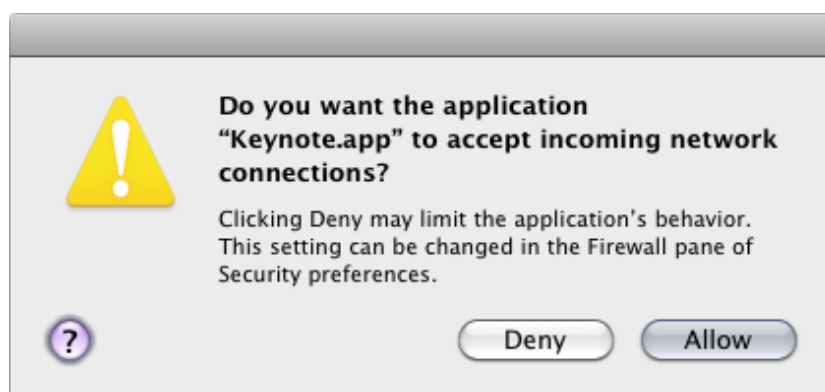 Do you want the application
“Keynote.app” to accept incoming network
connections?
Clicking Deny may limit the application’s behavior.
This setting can be changed in the Firewall pane of
Security preferences.
?
Deny
Allow